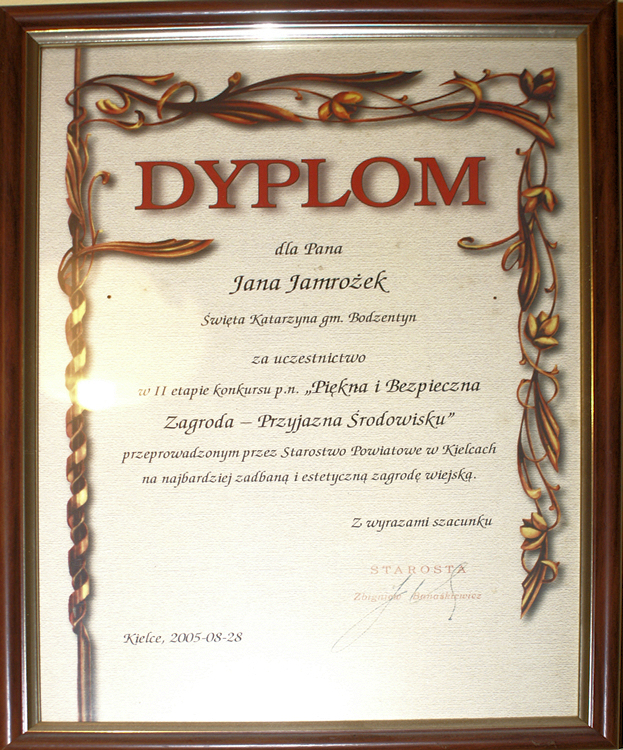 DYPLOM
dla Pana
Jana Jamrożek
Święta Katarzyna gm. Bodzentyn
za uczestnictwo
w II etapie konkursu p.n. „Piękna i Bezpieczna
Zagroda – Przyjazna Środowisku”
przeprowadzonym przez Starostwo Powiatowe w Kielcach
na najbardziej zadbaną i estetyczną zagrodę wiejską.
Z wyrazami szacunku
STAROSTA
Zbigniew
Kielce, 2005-08-28